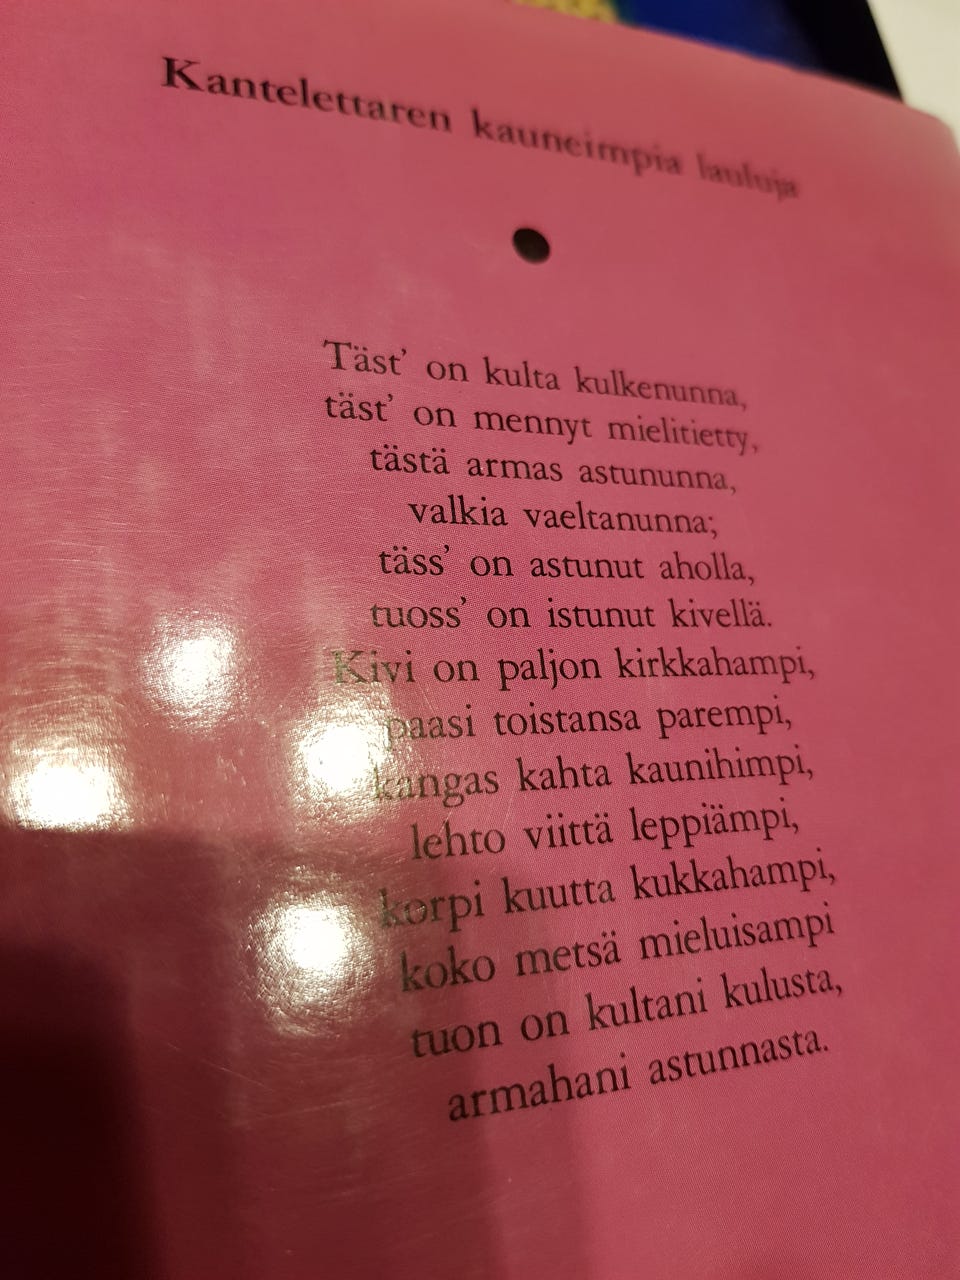 Kantelettaren kauneimpia lauluja
Täst’ on kulta kulkenunna,
täst’ on mennyt mielitietty,
tästä armas astununna,
valkia vaeltanunna;
täss’ on astunut aholla,
tuoss’ on istunut kivellä.
Kivi on paljon kirkkahampi,
paasi toistansa parempi,
kangas kahta kaunihimpi,
lehto viittä leppiämpi,
korpi kuutta kukkahampi,
koko metsä mieluisampi
tuon on kultani kulusta,
armahani astunnasta.